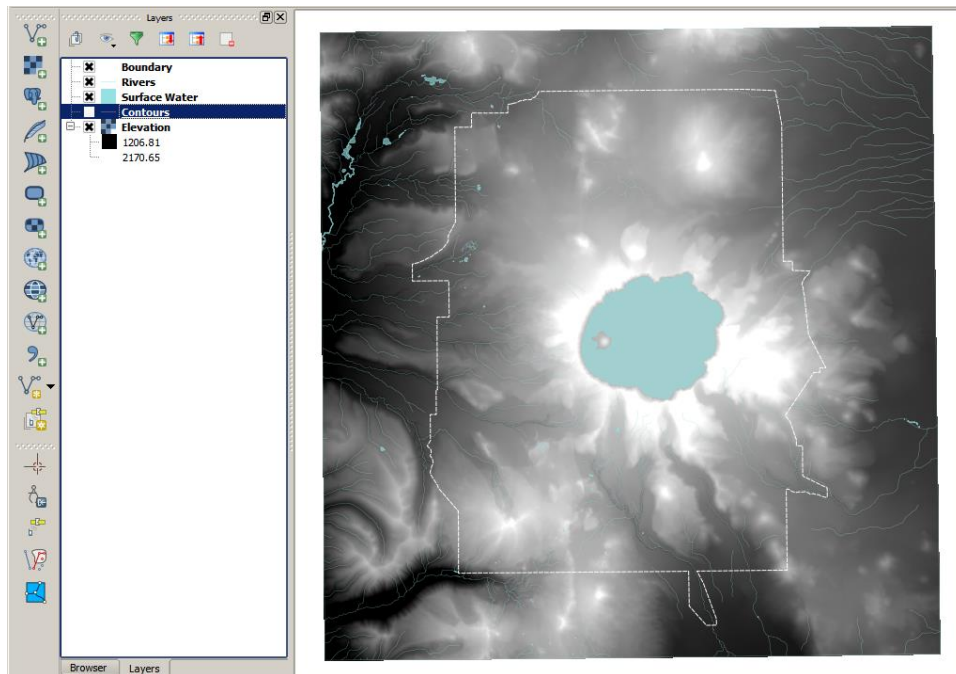 Layers
Boundary
Rivers
Surface Water
Contours
Elevation
1206.81
2170.65
Browser Layers